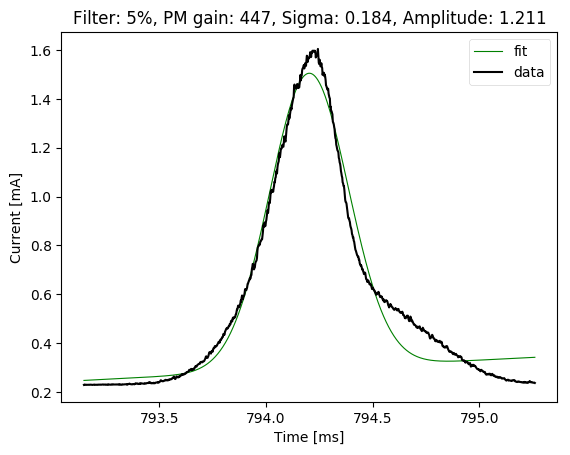 Filter: 5%, PM gain: 447, Sigma: 0.184, Amplitude: 1.211
fit
data
1.6
1.4
1.2
1.0
0.8
0.6
0.4
0.2
Current [mA]
793.5 794.0 794.5 795.0
Time [ms]